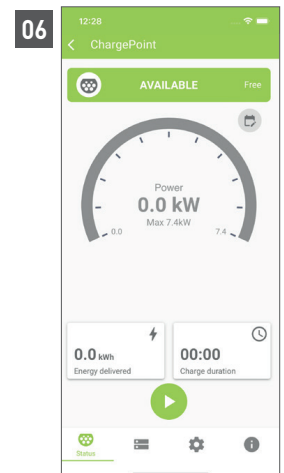 06
12:28
ChargePoint
AVAILABLE
Free
Power
0.0 kW
Max 7.4kW
0.0
7.4
0.0 kWh
Energy delivered
00:00
Charge duration
Status